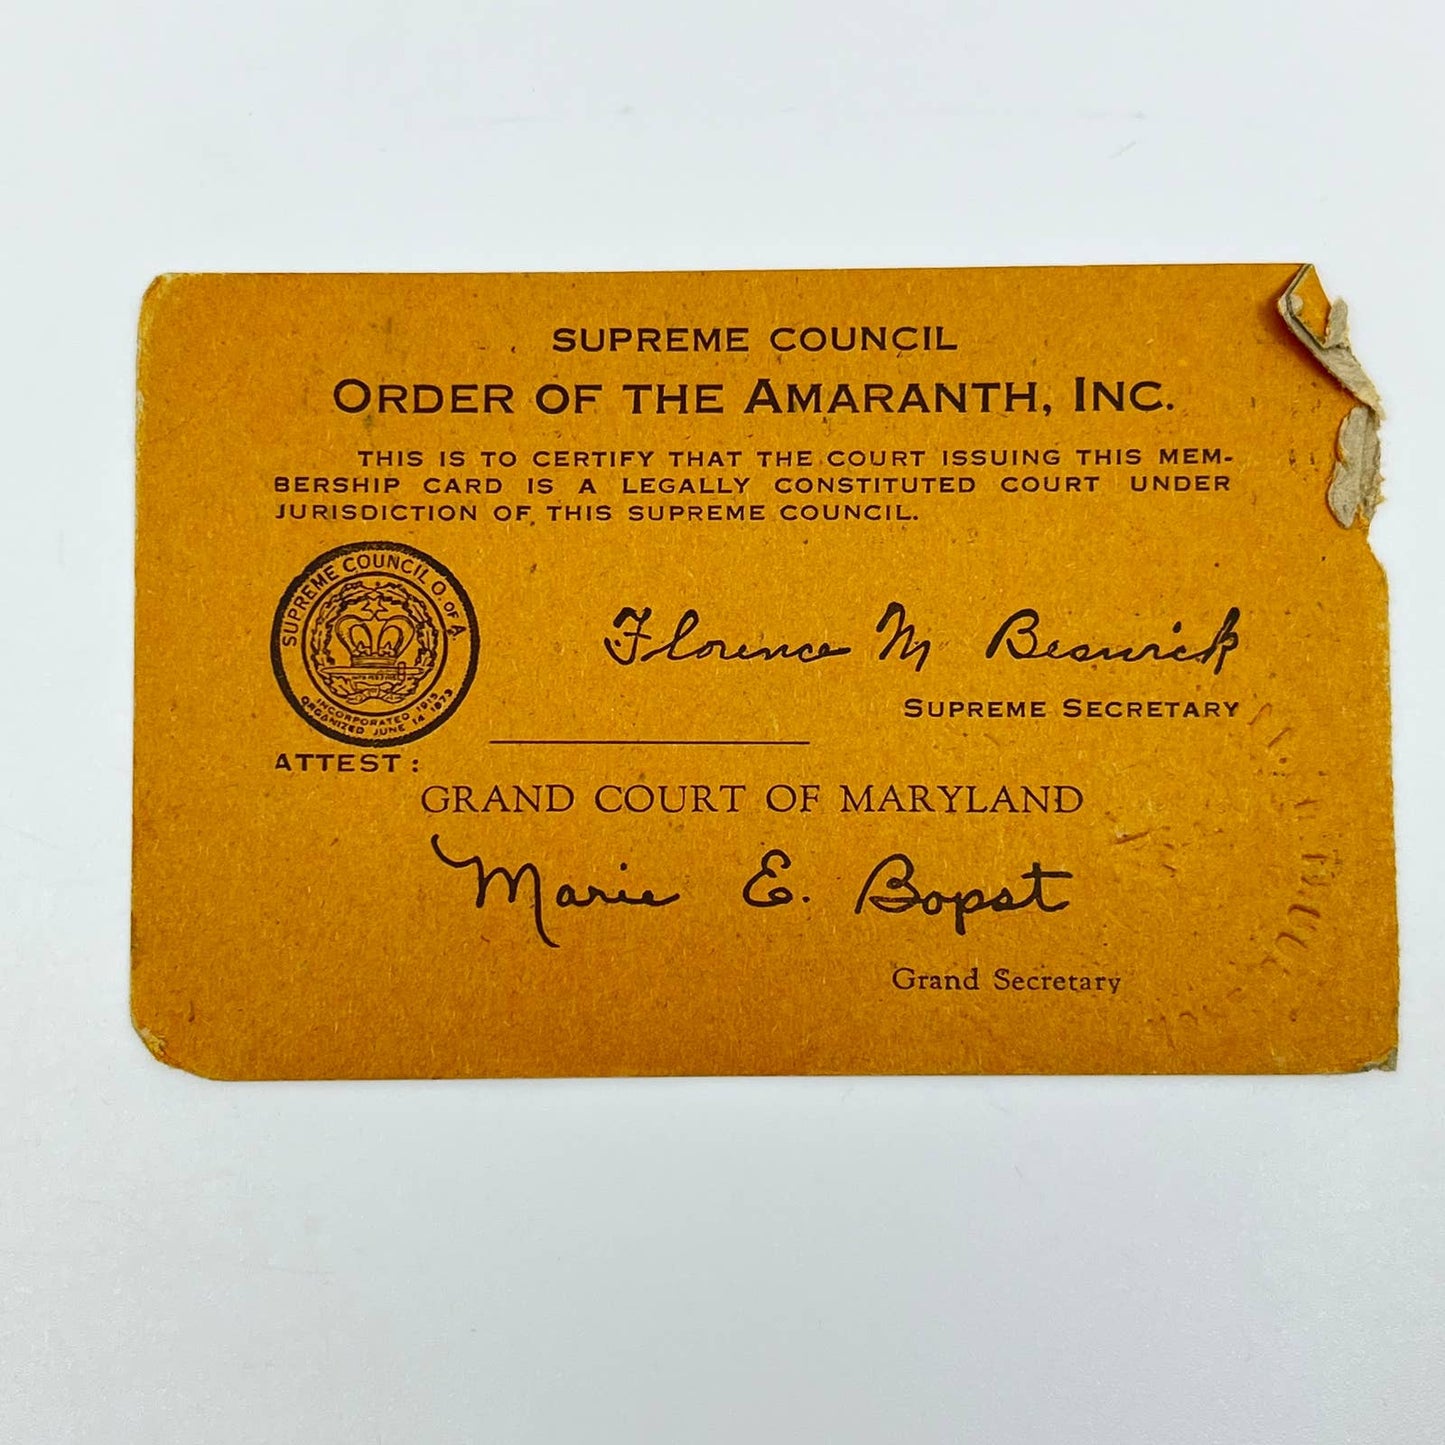 SUPREME COUNCIL
ORDER OF THE AMARANTH, INC.
THIS IS TO CERTIFY THAT THE COURT ISSUING THIS MEM-
BERSHIP CARD IS A LEGALLY CONSTITUTED COURT UNDER
JURISDICTION OF THIS SUPREME COUNCIL.
SUPREME COUNCIL O. OF A
INCORPORATED 1915
ORGANIZED JUNE 14 1873
Florence M Beswick
SUPREME SECRETARY
ATTEST:
GRAND COURT OF MARYLAND
Marie E. Bopst
Grand Secretary